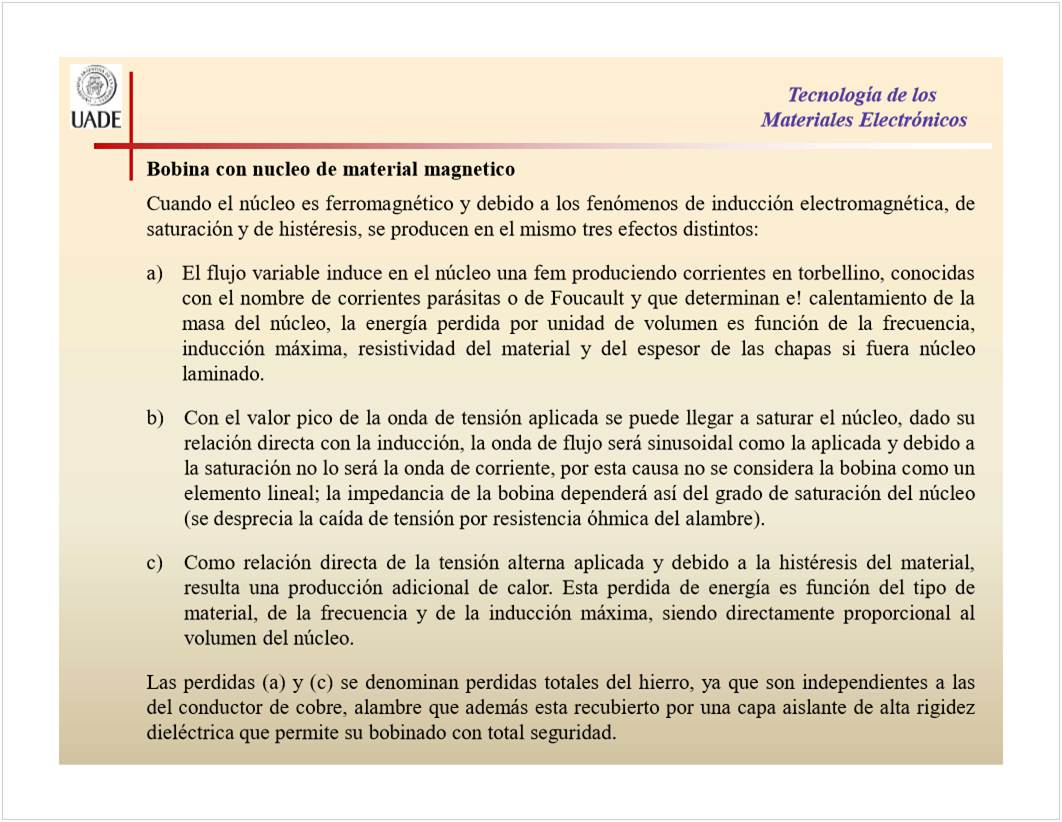 UADE
Tecnología de los
Materiales Electrónicos
Bobina con nucleo de material magnetico
Cuando el núcleo es ferromagnético y debido a los fenómenos de inducción electromagnética, de
saturación y de histéresis, se producen en el mismo tres efectos distintos:
a) El flujo variable induce en el núcleo una fem produciendo corrientes en torbellino, conocidas
con el nombre de corrientes parásitas o de Foucault y que determinan e! calentamiento de la
masa del núcleo, la energía perdida por unidad de volumen es función de la frecuencia,
inducción máxima, resistividad del material y del espesor de las chapas si fuera núcleo
laminado.
b) Con el valor pico de la onda de tensión aplicada se puede llegar a saturar el núcleo, dado su
relación directa con la inducción, la onda de flujo será sinusoidal como la aplicada y debido a
la saturación no lo será la onda de corriente, por esta causa no se considera la bobina como un
elemento lineal; la impedancia de la bobina dependerá así del grado de saturación del núcleo
(se desprecia la caída de tensión por resistencia óhmica del alambre).
c) Como relación directa de la tensión alterna aplicada y debido a la histéresis del material,
resulta una producción adicional de calor. Esta perdida de energía es función del tipo de
material, de la frecuencia y de la inducción máxima, siendo directamente proporcional al
volumen del núcleo.
Las perdidas (a) y (c) se denominan perdidas totales del hierro, ya que son independientes a las
del conductor de cobre, alambre que además esta recubierto por una capa aislante de alta rigidez
dieléctrica que permite su bobinado con total seguridad.